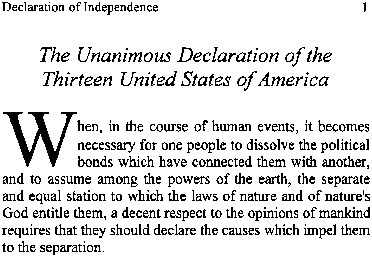 Declaration of Independence 1
The Unanimous Declaration of the
Thirteen United States of America
When, in the course of human events, it becomes
necessary for one people to dissolve the political
bonds which have connected them with another,
and to assume among the powers of the earth, the separate
and equal station to which the laws of nature and of nature's
God entitle them, a decent respect to the opinions of mankind
requires that they should declare the causes which impel them
to the separation.